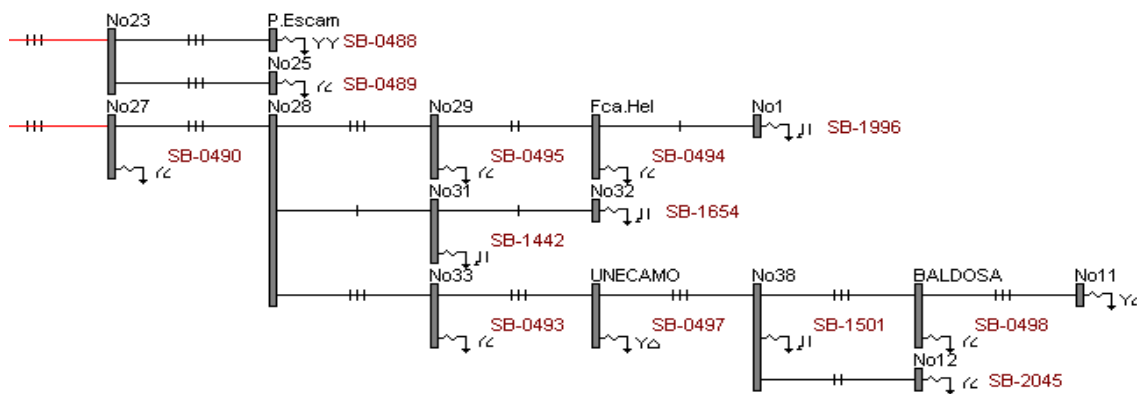 No23
P.Escam
SB-0488
No25
SB-0489
No27
No28
No29
Fca.Hel
No1
SB-1996
SB-0490
SB-0495
SB-0494
No31
No32
SB-1654
SB-1442
No33
UNECAMO
No38
BALDOSA
No11
SB-0493
SB-0497
SB-1501
SB-0498
No12
SB-2045